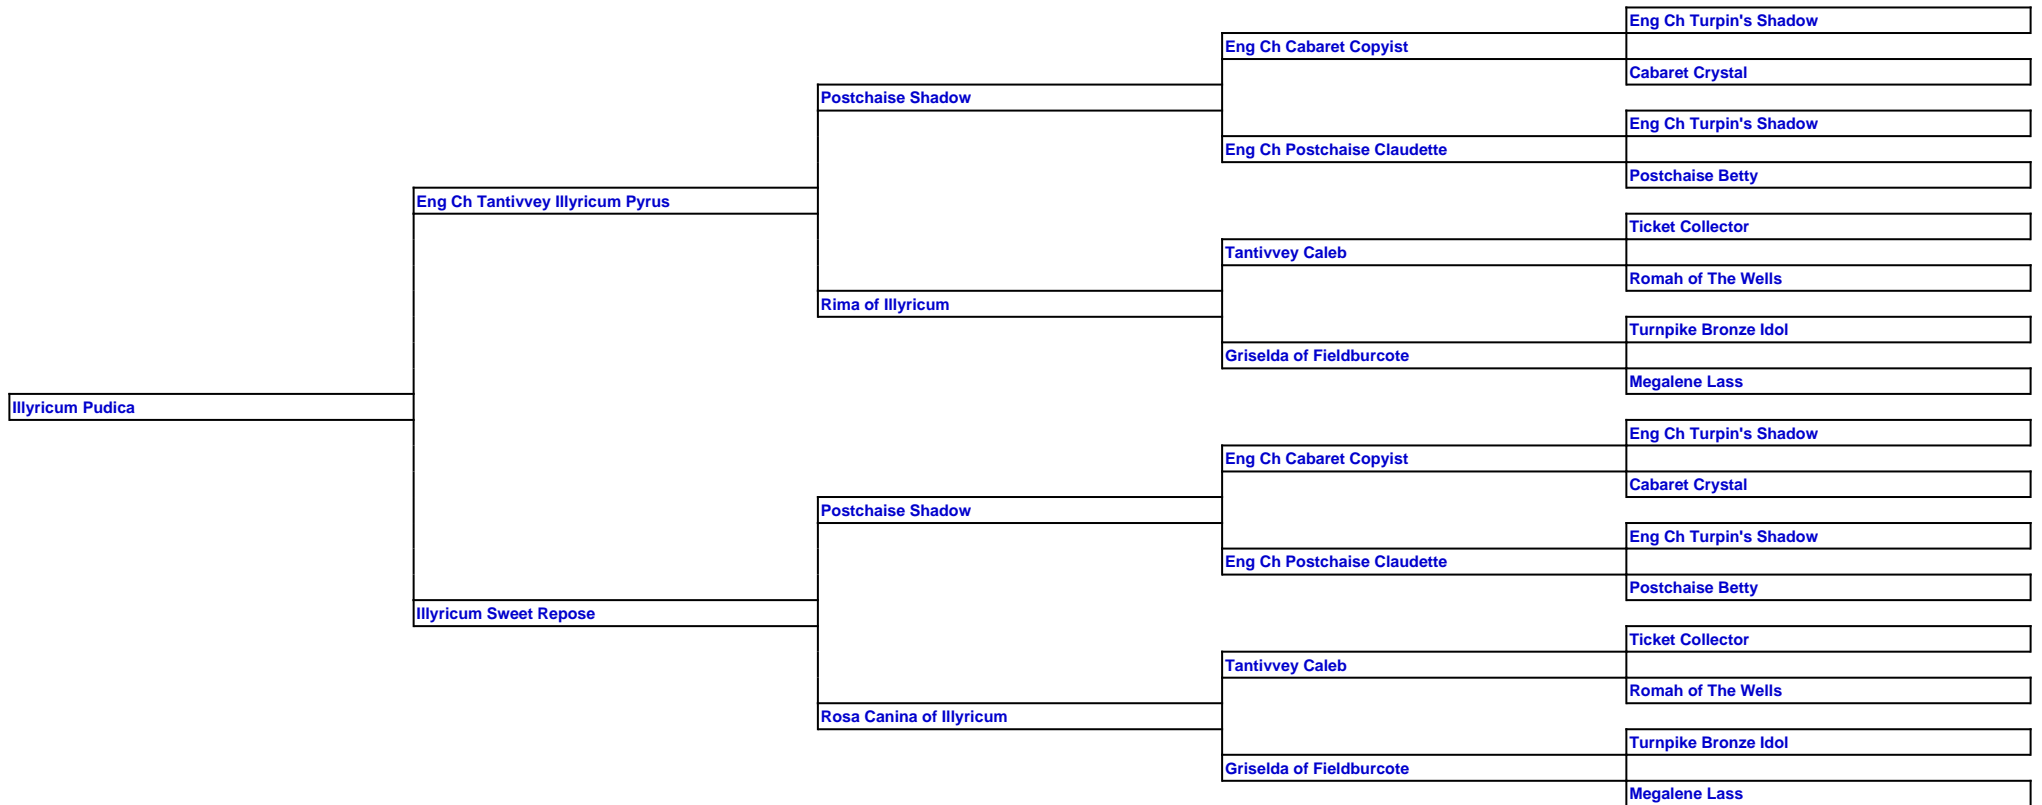 Eng Ch Turpin's Shadow
Eng Ch Cabaret Copyist
Cabaret Crystal
Postchaise Shadow
Eng Ch Turpin's Shadow
Eng Ch Postchaise Claudette
Postchaise Betty
Eng Ch Tantivvey Illyricum Pyrus
Ticket Collector
Tantivvey Caleb
Romah of The Wells
Rima of Illyricum
Turnpike Bronze Idol
Griselda of Fieldburcote
Megalene Lass
Illyricum Pudica
Eng Ch Turpin's Shadow
Eng Ch Cabaret Copyist
Cabaret Crystal
Postchaise Shadow
Eng Ch Turpin's Shadow
Eng Ch Postchaise Claudette
Postchaise Betty
Illyricum Sweet Repose
Ticket Collector
Tantivvey Caleb
Romah of The Wells
Rosa Canina of Illyricum
Turnpike Bronze Idol
Griselda of Fieldburcote
Megalene Lass